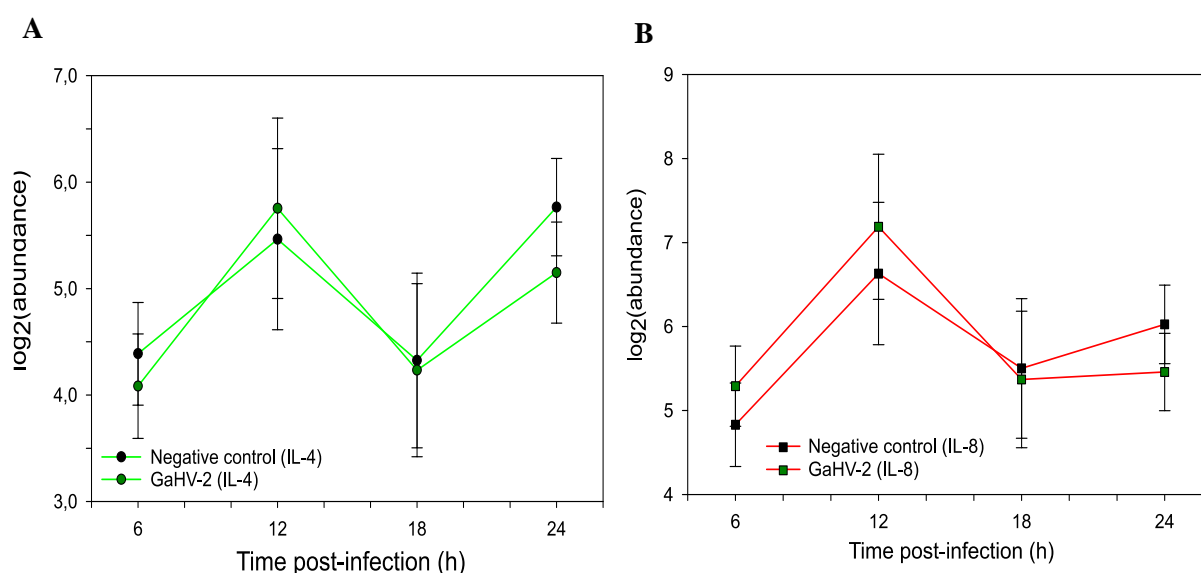 A
log2(abundance)
7,0
6,0
5,0
4,0
3,0
Negative control (IL-4)
GaHV-2 (IL-4)
6 12 18 24
Time post-infection (h)
B
log2(abundance)
9
8
7
6
5
4
Negative control (IL-8)
GaHV-2 (IL-8)
6 12 18 24
Time post-infection (h)